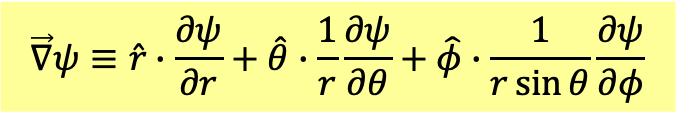 ∇⃗ψ ≡ r̂ · ∂ψ/∂r + θ̂ · 1/r ∂ψ/∂θ + ϕ̂ · 1/(r sin θ) ∂ψ/∂ϕ